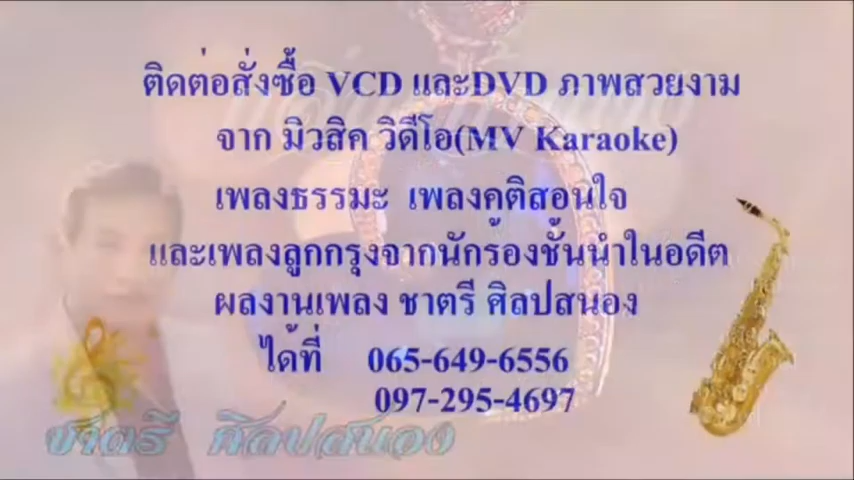 ติดต่อสั่งซื้อ VCD และDVD ภาพสวยงาม
จาก มิวสิค วิดีโอ(MV Karaoke)
เพลงธรรมะ เพลงคติสอนใจ
และเพลงลูกกรุงจากนักร้องชั้นนำในอดีต
ผลงานเพลง ชาตรี ศิลปสนอง
ได้ที่ 065-649-6556
097-295-4697
ชาตรี ศิลปสนอง